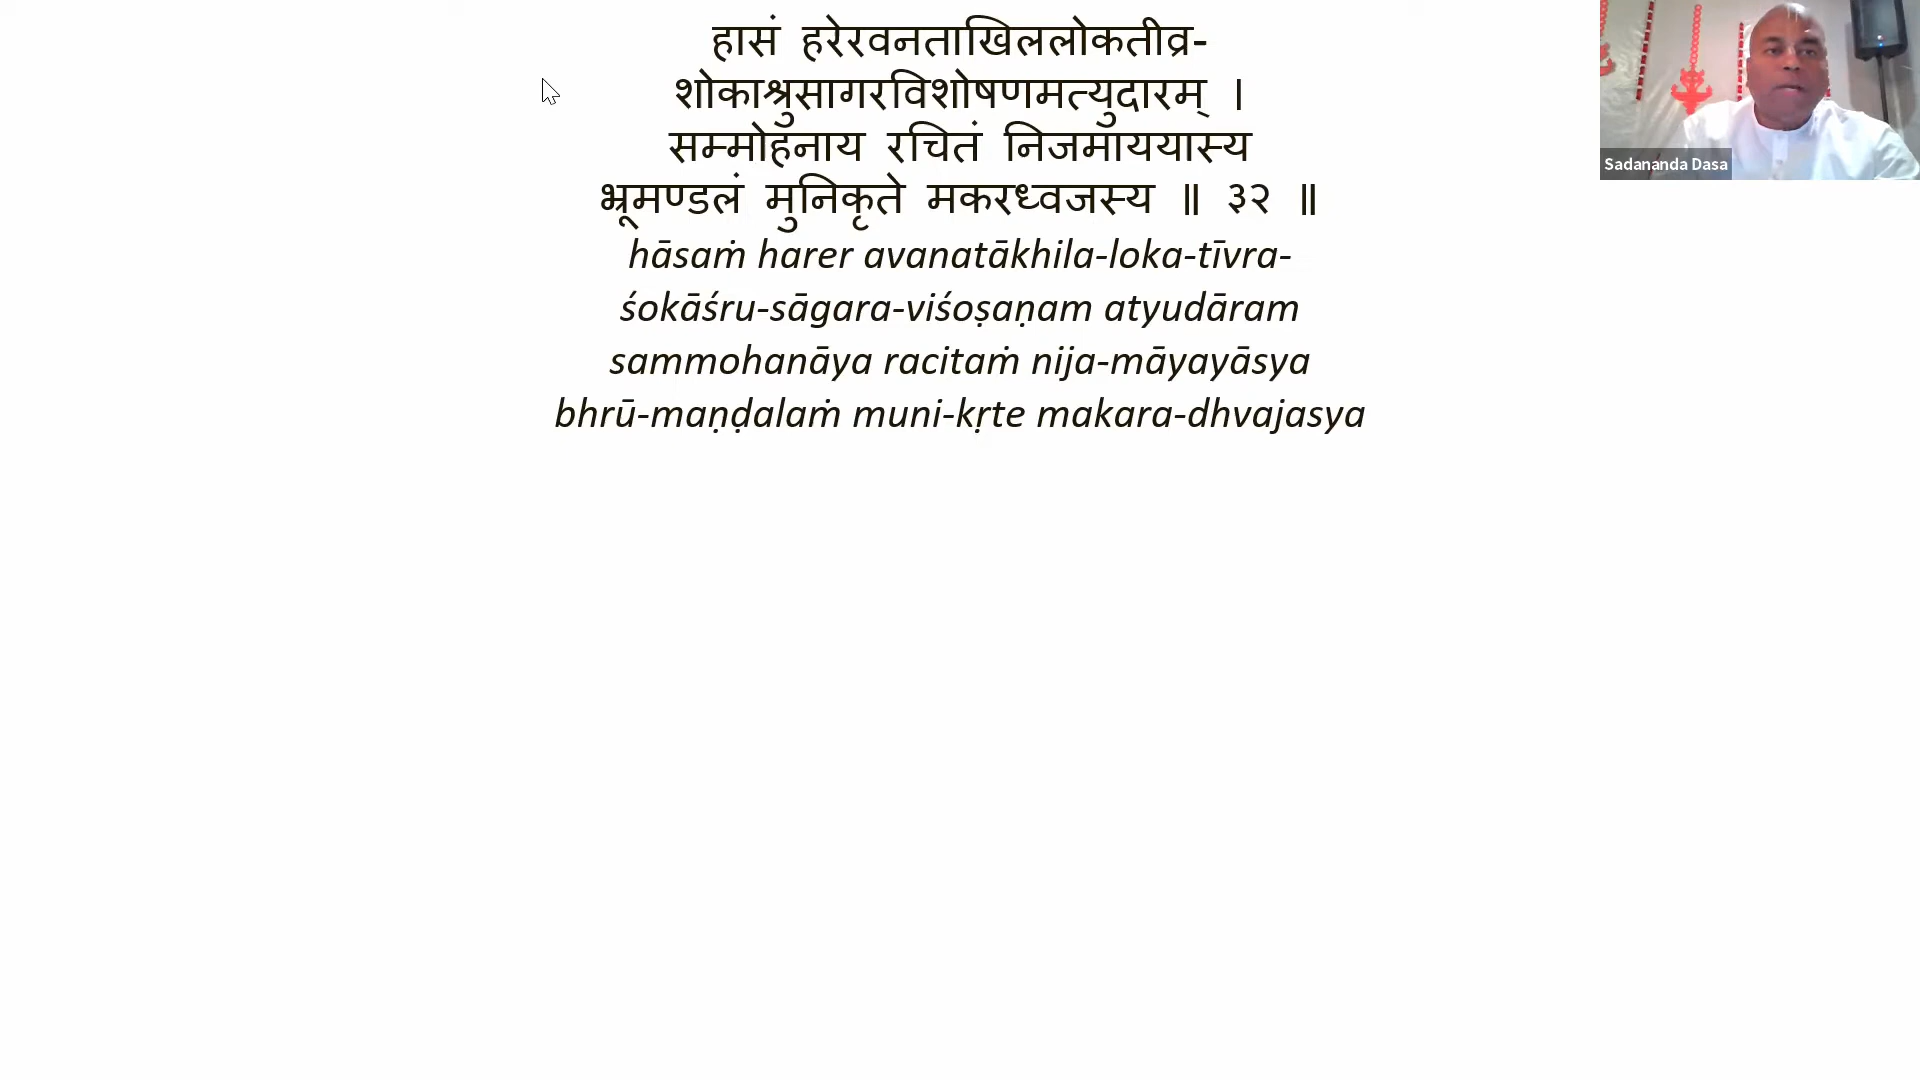 हासं हरेरवनताखिललोकतीव्र-
शोकाश्रुसागरविशोषणमत्युदारम् ।
सम्मोहनाय रचितं निजमाययास्य
भ्रूमण्डलं मुनिकृते मकरध्वजस्य ॥ ३२ ॥
hāsaṁ harer avanatākhila-loka-tīvra-
śokāśru-sāgara-viśoṣaṇam atyudāram
sammohanāya racitaṁ nija-māyayāsya
bhrū-maṇḍalaṁ muni-kṛte makara-dhvajasya
Sadananda Dasa